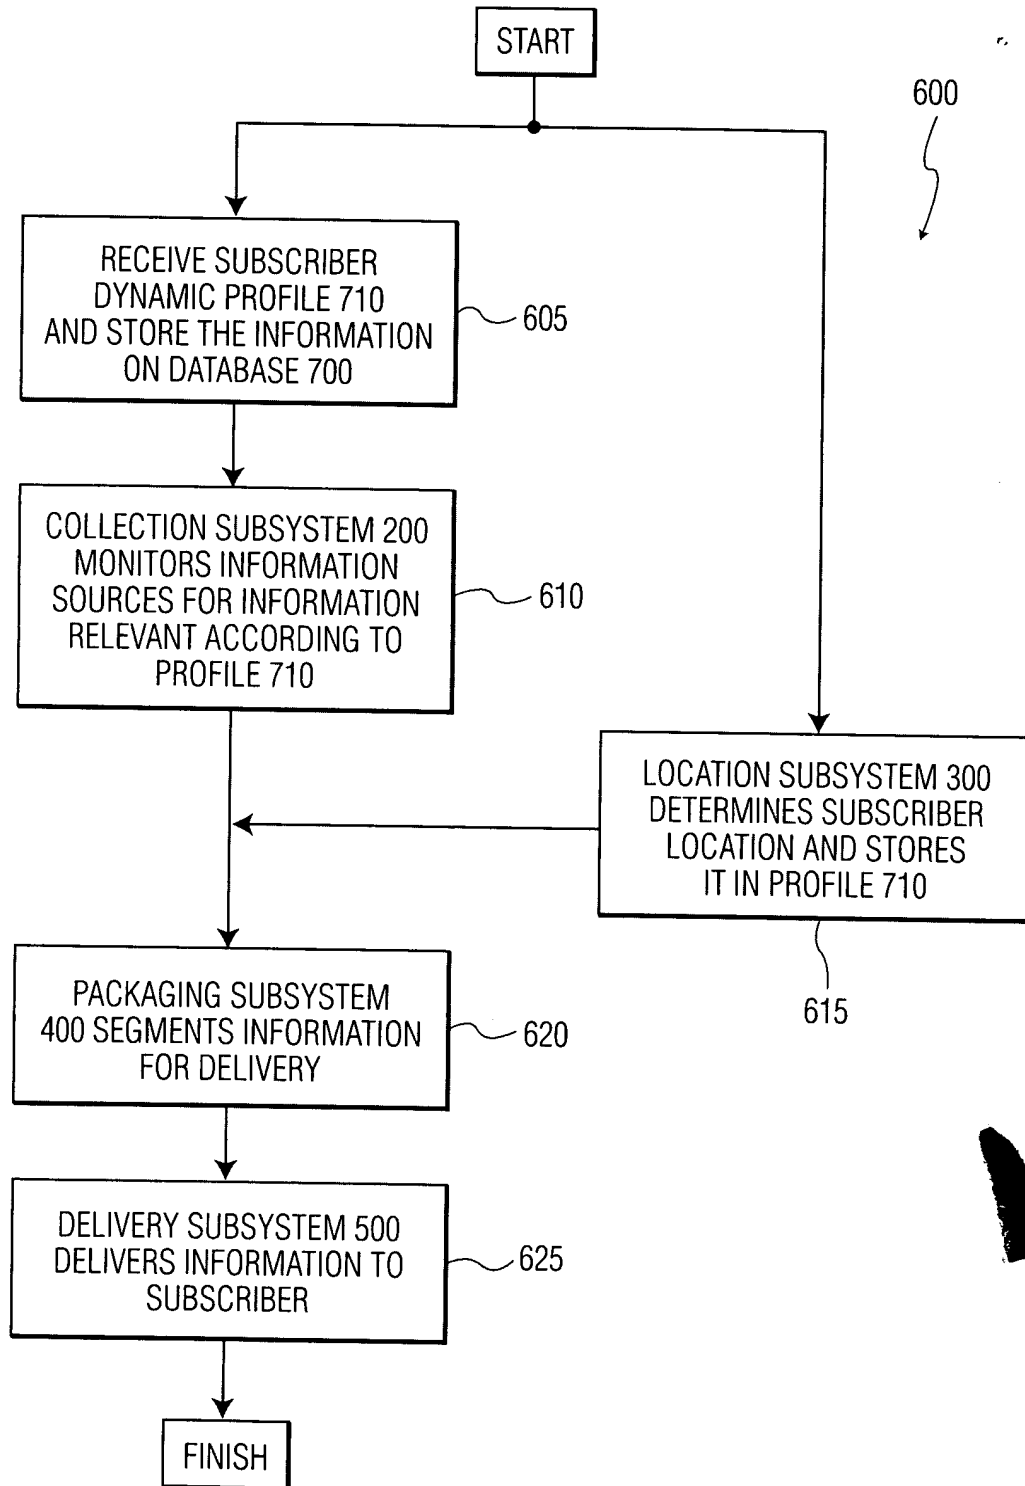 START
600
RECEIVE SUBSCRIBER
DYNAMIC PROFILE 710
AND STORE THE INFORMATION
ON DATABASE 700
605
COLLECTION SUBSYSTEM 200
MONITORS INFORMATION
SOURCES FOR INFORMATION
RELEVANT ACCORDING TO
PROFILE 710
610
LOCATION SUBSYSTEM 300
DETERMINES SUBSCRIBER
LOCATION AND STORES
IT IN PROFILE 710
615
PACKAGING SUBSYSTEM
400 SEGMENTS INFORMATION
FOR DELIVERY
620
DELIVERY SUBSYSTEM 500
DELIVERS INFORMATION TO
SUBSCRIBER
625
FINISH